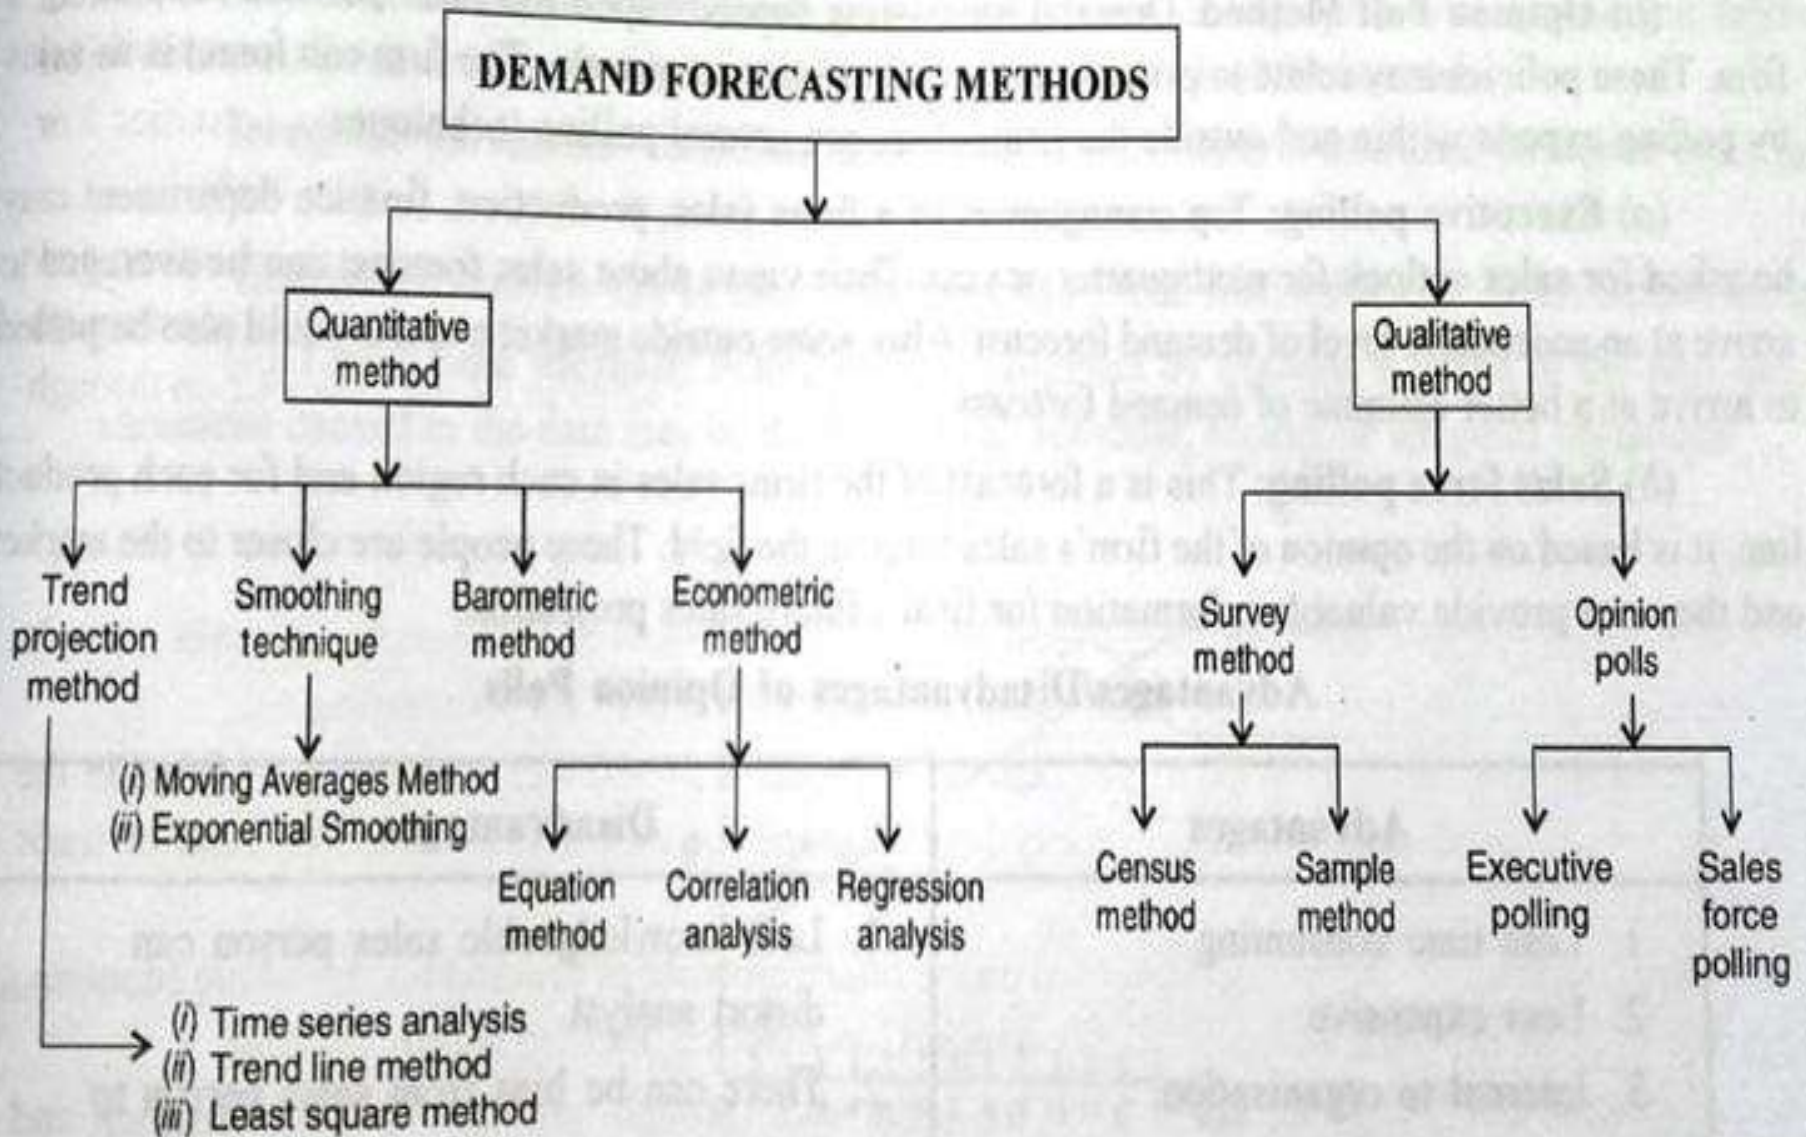 DEMAND FORECASTING METHODS
Quantitative
method
Qualitative
method
Trend
projection
method
Smoothing
technique
Barometric
method
Econometric
method
Survey
method
Opinion
polls
(i) Moving Averages Method
(ii) Exponential Smoothing
Equation
method
Correlation
analysis
Regression
analysis
Census
method
Sample
method
Executive
polling
Sales
force
polling
(i) Time series analysis
(ii) Trend line method
(iii) Least square method